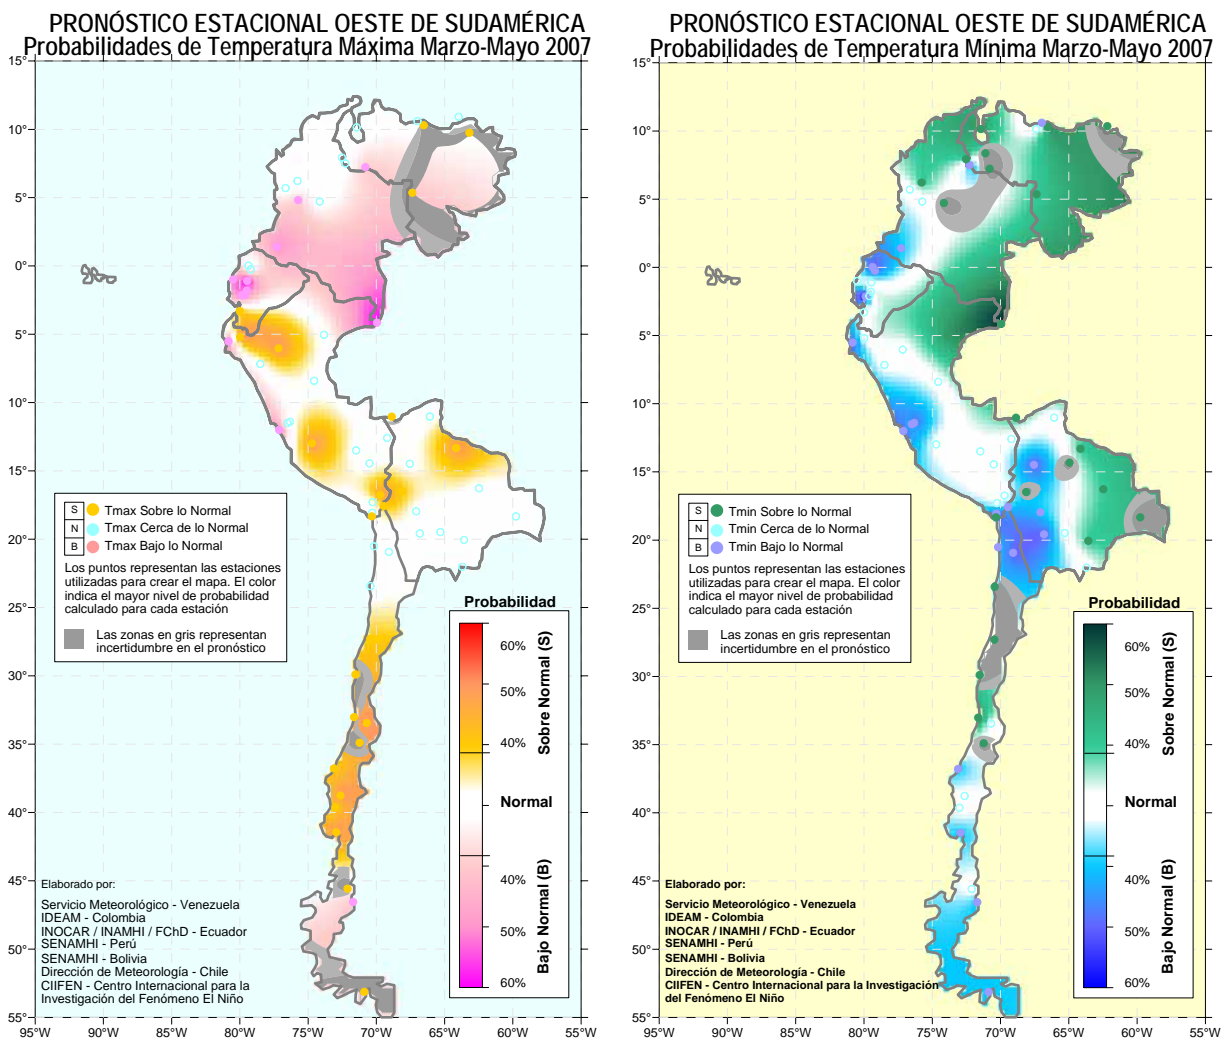 PRONÓSTICO ESTACIONAL OESTE DE SUDAMÉRICA
Probabilidades de Temperatura Máxima Marzo-Mayo 2007
15°
10°
5°
0°
5°
10°
15°
20°
25°
30°
35°
40°
45°
50°
55°
95°W
90°W
85°W
80°W
75°W
70°W
65°W
60°W
55°W
S Tmax Sobre lo Normal
N Tmax Cerca de lo Normal
B Tmax Bajo lo Normal
Los puntos representan las estaciones
utilizadas para crear el mapa. El color
indica el mayor nivel de probabilidad
calculado para cada estación
Las zonas en gris representan
incertidumbre en el pronóstico
Probabilidad
60%
50%
40%
Sobre Normal (S)
Normal
40%
50%
60%
Bajo Normal (B)
Elaborado por:
Servicio Meteorológico - Venezuela
IDEAM - Colombia
INOCAR / INAMHI / FChD - Ecuador
SENAMHI - Perú
SENAMHI - Bolivia
Dirección de Meteorología - Chile
CIIFEN - Centro Internacional para la
Investigación del Fenómeno El Niño
PRONÓSTICO ESTACIONAL OESTE DE SUDAMÉRICA
Probabilidades de Temperatura Mínima Marzo-Mayo 2007
15°
10°
5°
0°
5°
10°
15°
20°
25°
30°
35°
40°
45°
50°
55°
95°W
90°W
85°W
80°W
75°W
70°W
65°W
60°W
55°W
S Tmin Sobre lo Normal
N Tmin Cerca de lo Normal
B Tmin Bajo lo Normal
Los puntos representan las estaciones
utilizadas para crear el mapa. El color
indica el mayor nivel de probabilidad
calculado para cada estación
Las zonas en gris representan
incertidumbre en el pronóstico
Probabilidad
60%
50%
40%
Sobre Normal (S)
Normal
40%
50%
60%
Bajo Normal (B)
Elaborado por:
Servicio Meteorológico - Venezuela
IDEAM - Colombia
INOCAR / INAMHI / FChD - Ecuador
SENAMHI - Perú
SENAMHI - Bolivia
Dirección de Meteorología - Chile
CIIFEN - Centro Internacional para la Investigación
del Fenómeno El Niño